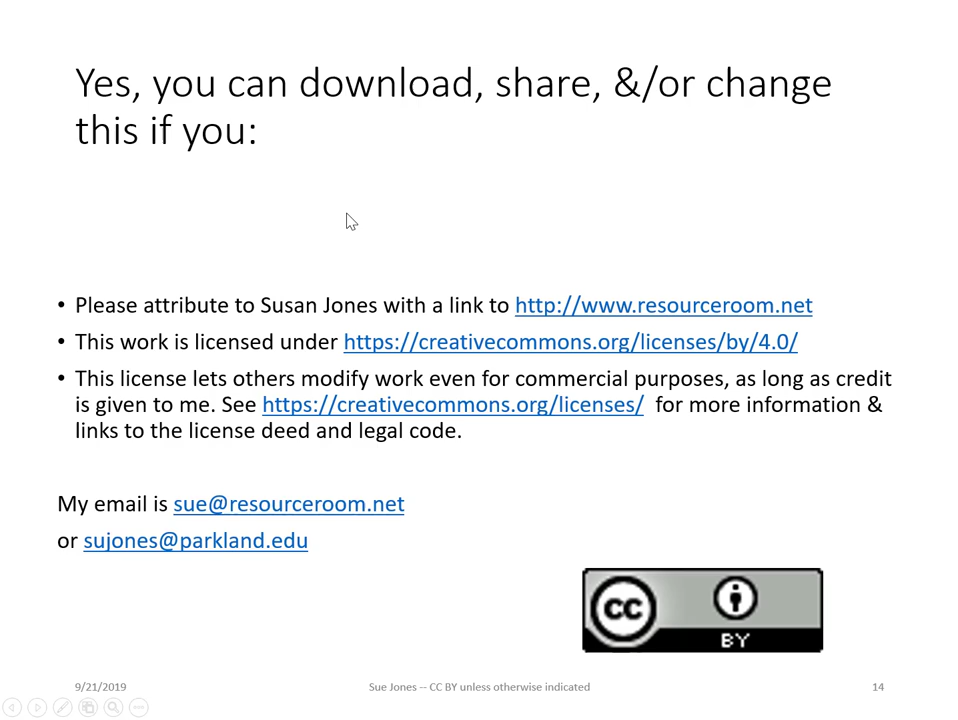 Yes, you can download, share, &/or change
this if you:
• Please attribute to Susan Jones with a link to http://www.resourceroom.net
• This work is licensed under https://creativecommons.org/licenses/by/4.0/
• This license lets others modify work even for commercial purposes, as long as credit
is given to me. See https://creativecommons.org/licenses/ for more information &
links to the license deed and legal code.
My email is sue@resourceroom.net
or sujones@parkland.edu
cc
BY
9/21/2019 Sue Jones -- CC BY unless otherwise indicated 14